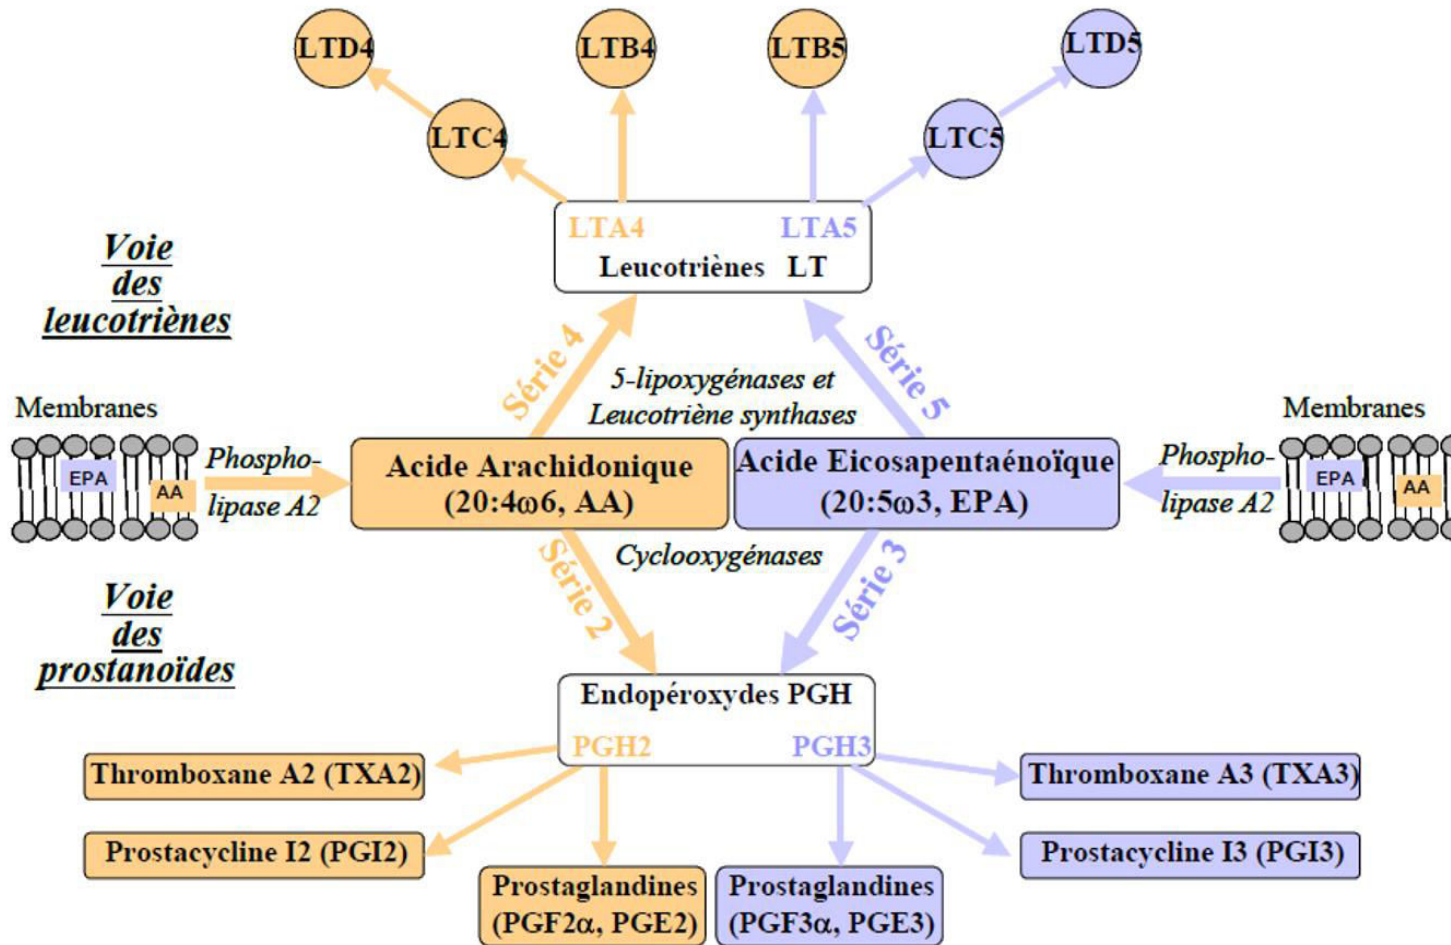 LTD4
LTB4
LTB5
LTD5
LTC4
LTC5
LTA4
LTA5
Leucotriènes LT
Voie
des
leucotriènes
Série 4
Série 5
5-lipoxygénases et
Leucotriène synthases
Membranes
EPA
AA
Phospho-
lipase A2
Acide Arachidonique
(20:4ω6, AA)
Acide Eicosapentaénoïque
(20:5ω3, EPA)
Membranes
Phospho-
lipase A2
EPA
AA
Cyclooxygénases
Série 2
Série 3
Voie
des
prostanoïdes
Endopéroxydes PGH
PGH2
PGH3
Thromboxane A2 (TXA2)
Thromboxane A3 (TXA3)
Prostacycline I2 (PGI2)
Prostacycline I3 (PGI3)
Prostaglandines
(PGF2α, PGE2)
Prostaglandines
(PGF3α, PGE3)